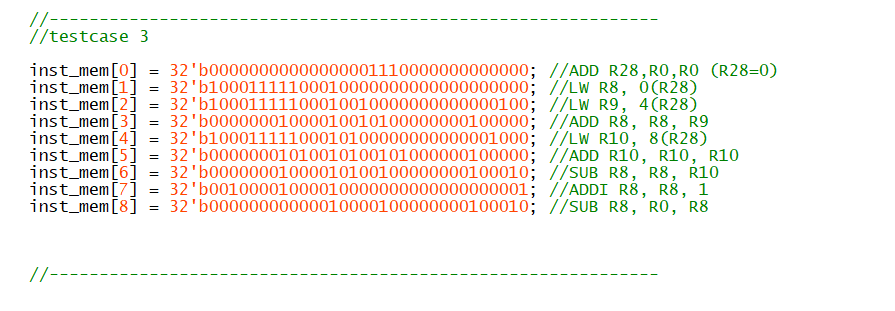 //-------------------------------------------------------------
//testcase 3
inst_mem[0] = 32'b00000000000000001110000000000000; //ADD R28,R0,R0 (R28=0)
inst_mem[1] = 32'b10001111100010000000000000000000; //LW R8, 0(R28)
inst_mem[2] = 32'b10001111100010010000000000000100; //LW R9, 4(R28)
inst_mem[3] = 32'b00000001000010010100000000100000; //ADD R8, R8, R9
inst_mem[4] = 32'b10001111100010100000000000001000; //LW R10, 8(R28)
inst_mem[5] = 32'b00000001010010100101000000100000; //ADD R10, R10, R10
inst_mem[6] = 32'b00000001000010100100000000100010; //SUB R8, R8, R10
inst_mem[7] = 32'b00100001000010000000000000000001; //ADDI R8, R8, 1
inst_mem[8] = 32'b00000000000010000100000000100010; //SUB R8, R0, R8
//-------------------------------------------------------------